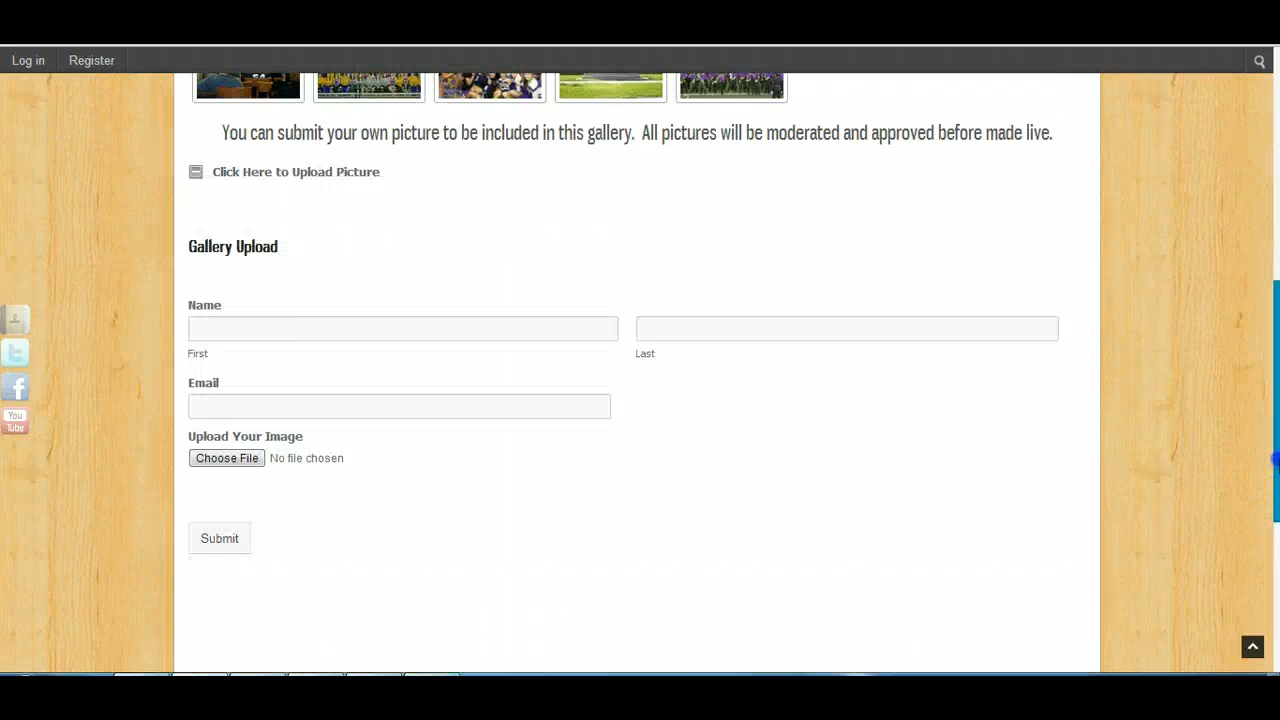 Log in Register
You can submit your own picture to be included in this gallery. All pictures will be moderated and approved before made live.
Click Here to Upload Picture
Gallery Upload
Name
First Last
Email
Upload Your Image
Choose File No file chosen
You
Tube
Submit